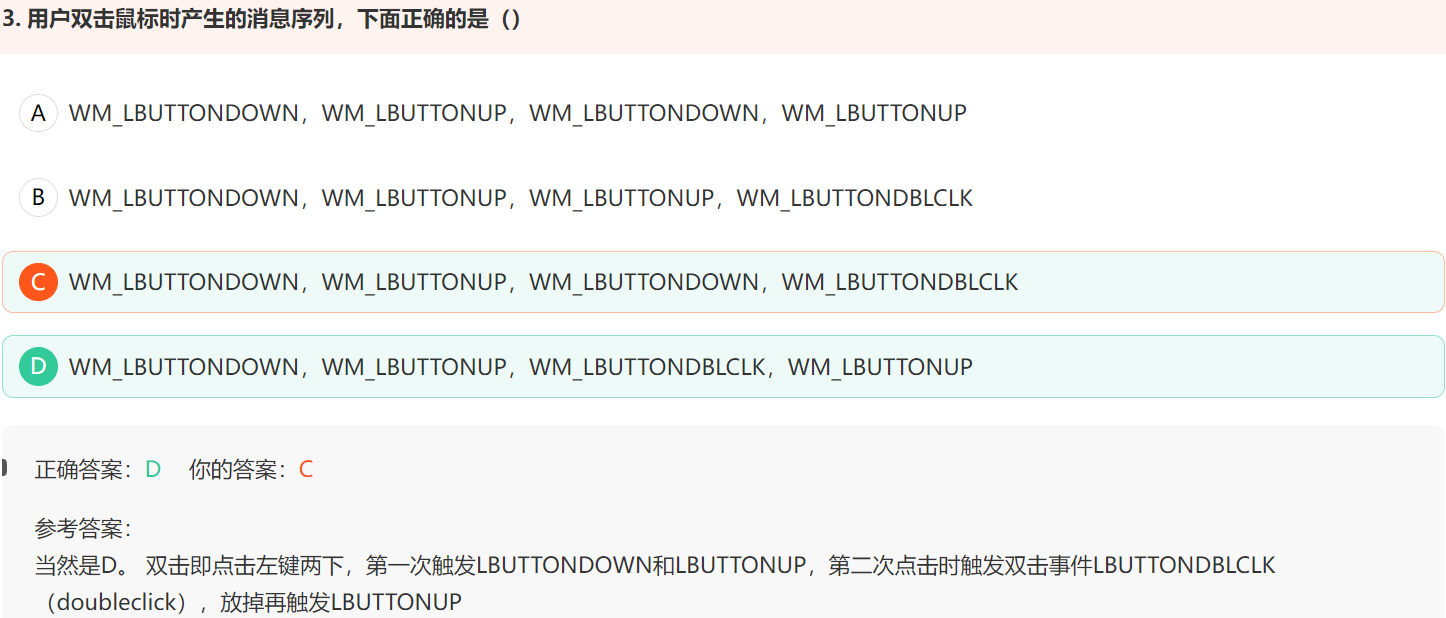 3. 用户双击鼠标时产生的消息序列，下面正确的是（）
A WM_LBUTTONDOWN，WM_LBUTTONUP，WM_LBUTTONDOWN，WM_LBUTTONUP
B WM_LBUTTONDOWN，WM_LBUTTONUP，WM_LBUTTONUP，WM_LBUTTONDBLCLK
C WM_LBUTTONDOWN，WM_LBUTTONUP，WM_LBUTTONDOWN，WM_LBUTTONDBLCLK
D WM_LBUTTONDOWN，WM_LBUTTONUP，WM_LBUTTONDBLCLK，WM_LBUTTONUP
正确答案：D 你的答案：C
参考答案：
当然是D。 双击即点击左键两下，第一次触发LBUTTONDOWN和LBUTTONUP，第二次点击时触发双击事件LBUTTONDBLCLK
（doubleclick），放掉再触发LBUTTONUP